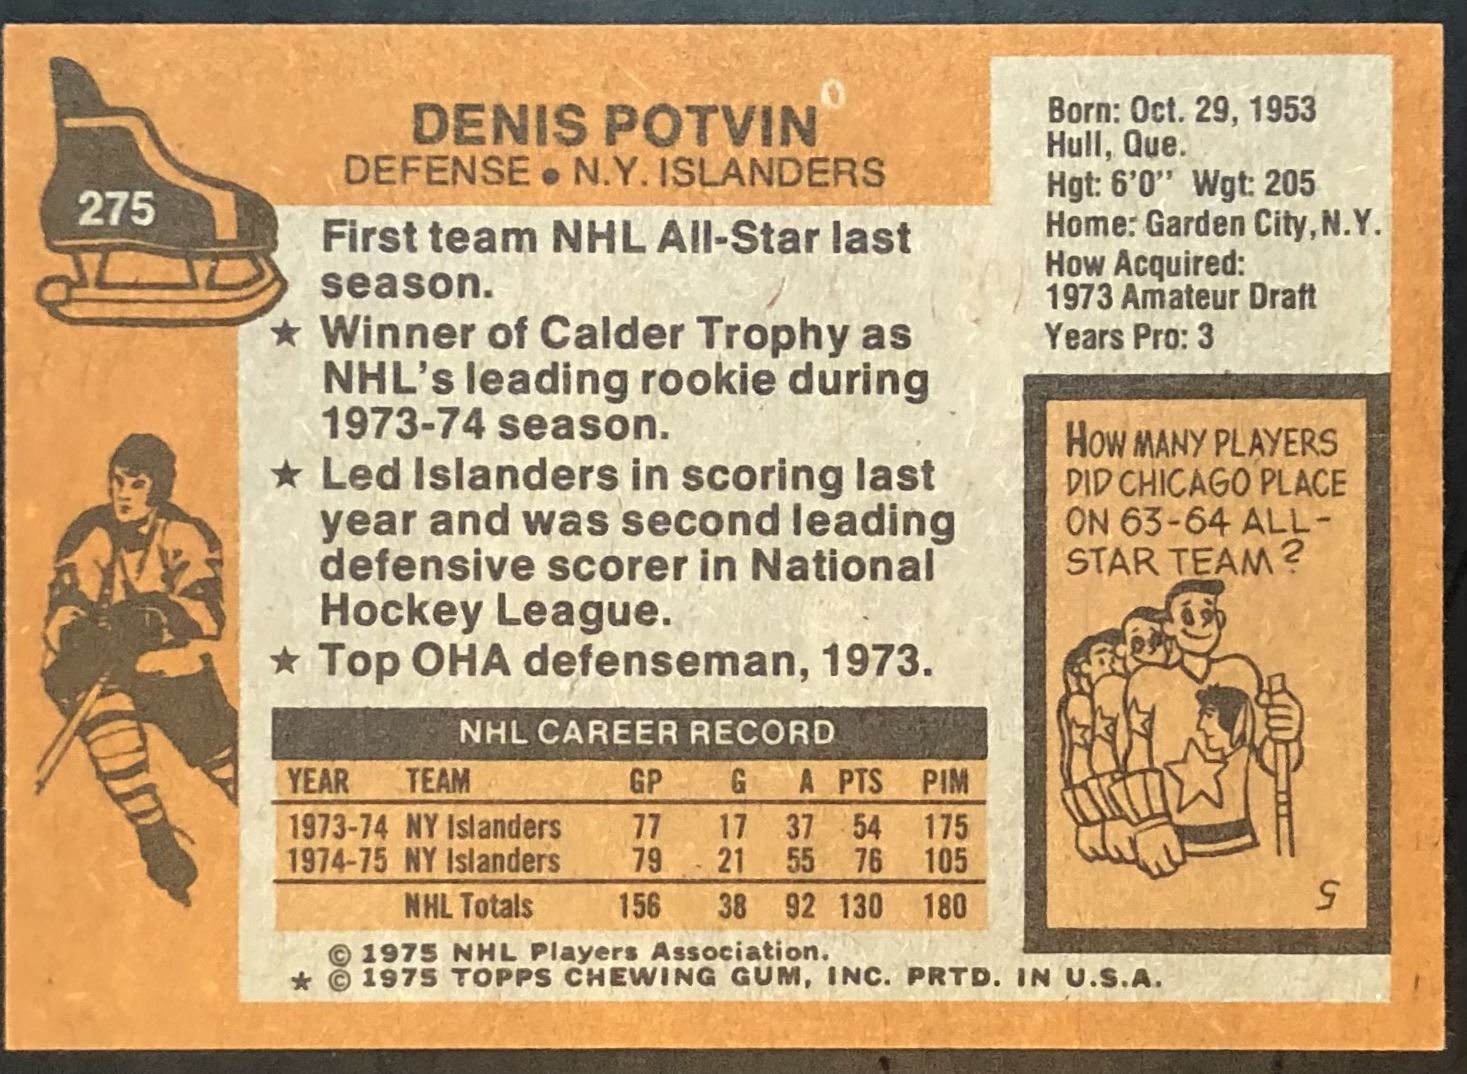 275
DENIS POTVIN
DEFENSE • N.Y. ISLANDERS
First team NHL All-Star last
season.
★ Winner of Calder Trophy as
NHL's leading rookie during
1973-74 season.
★ Led Islanders in scoring last
year and was second leading
defensive scorer in National
Hockey League.
★ Top OHA defenseman, 1973.
Born: Oct. 29, 1953
Hull, Que.
Hgt: 6'0" Wgt: 205
Home: Garden City, N.Y.
How Acquired:
1973 Amateur Draft
Years Pro: 3
HOW MANY PLAYERS
DID CHICAGO PLACE
ON 63-64 ALL-
STAR TEAM?
5
NHL CAREER RECORD
YEAR TEAM GP G A PTS PIM
1973-74 NY Islanders 77 17 37 54 175
1974-75 NY Islanders 79 21 55 76 105
NHL Totals 156 38 92 130 180
© 1975 NHL Players Association.
★ © 1975 TOPPS CHEWING GUM, INC. PRTD. IN U.S.A.